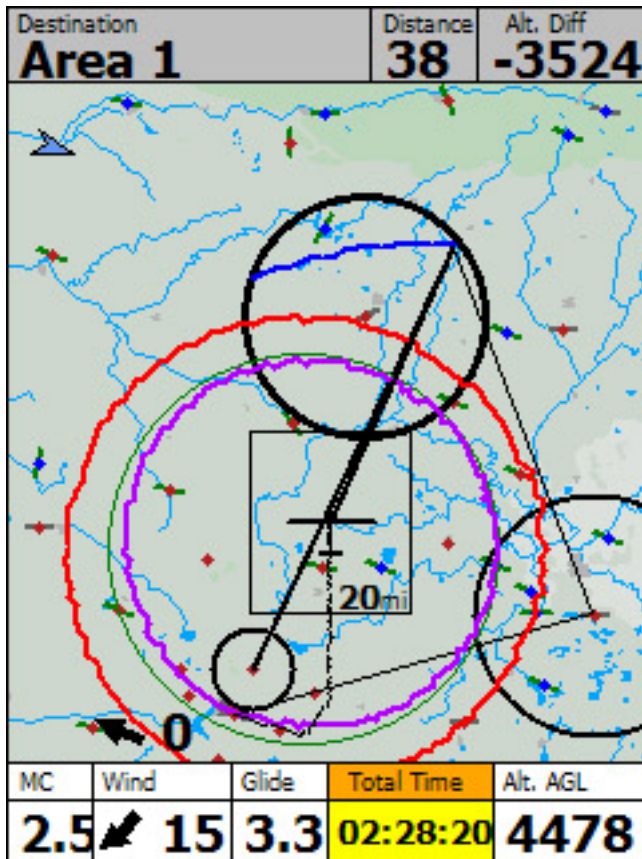 Destination Distance Alt. Diff
Area 1 38 -3524
20mi
0
MC Wind Glide Total Time Alt. AGL
2.5 15 3.3 02:28:20 4478